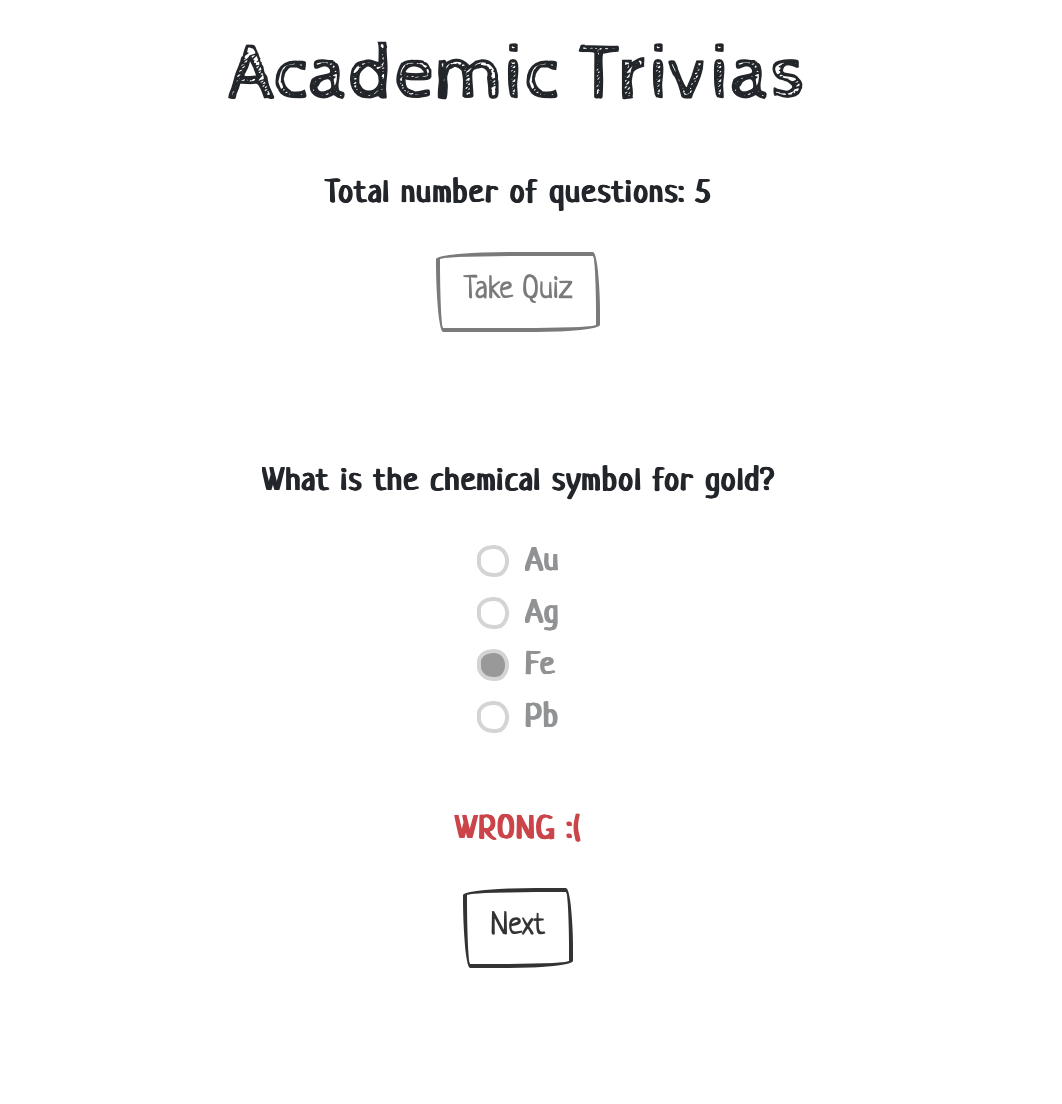 Academic Trivias
Total number of questions: 5
Take Quiz
What is the chemical symbol for gold?
Au
Ag
Fe
Pb
WRONG :(
Next